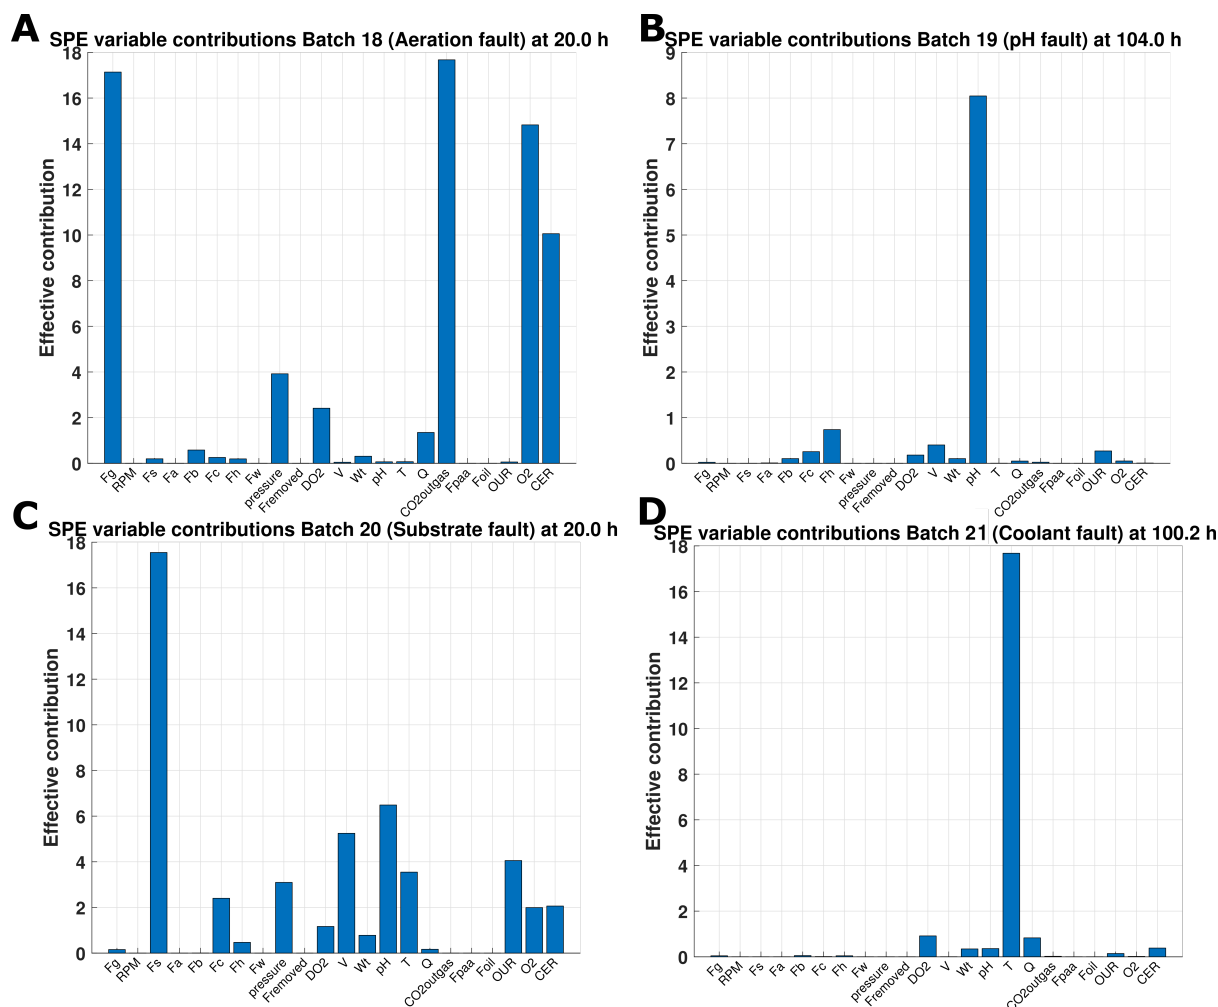 A
SPE variable contributions Batch 18 (Aeration fault) at 20.0 h
Effective contribution
18
16
14
12
10
8
6
4
2
0
Fg
RPM
Fs
Fa
Fb
Fc
Fh
Fw
pressure
Fremoved
DO2
V
Wt
pH
T
Q
CO2outgas
Fpaa
Foil
OUR
O2
CER
B
SPE variable contributions Batch 19 (pH fault) at 104.0 h
Effective contribution
9
8
7
6
5
4
3
2
1
0
Fg
RPM
Fs
Fa
Fb
Fc
Fh
Fw
pressure
Fremoved
DO2
V
Wt
pH
T
Q
CO2outgas
Fpaa
Foil
OUR
O2
CER
C
SPE variable contributions Batch 20 (Substrate fault) at 20.0 h
Effective contribution
18
16
14
12
10
8
6
4
2
0
Fg
RPM
Fs
Fa
Fb
Fc
Fh
Fw
pressure
Fremoved
DO2
V
Wt
pH
T
Q
CO2outgas
Fpaa
Foil
OUR
O2
CER
D
SPE variable contributions Batch 21 (Coolant fault) at 100.2 h
Effective contribution
18
16
14
12
10
8
6
4
2
0
Fg
RPM
Fs
Fa
Fb
Fc
Fh
Fw
pressure
Fremoved
DO2
V
Wt
pH
T
Q
CO2outgas
Fpaa
Foil
OUR
O2
CER